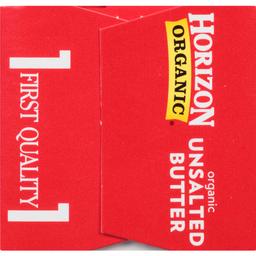 HORIZON
ORGANIC®
organic
UNSALTED
BUTTER
1 FIRST QUALITY 1